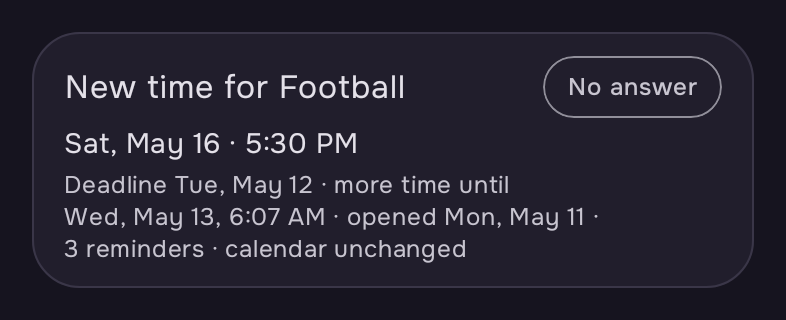 New time for Football
No answer
Sat, May 16 · 5:30 PM
Deadline Tue, May 12 · more time until
Wed, May 13, 6:07 AM · opened Mon, May 11 ·
3 reminders · calendar unchanged